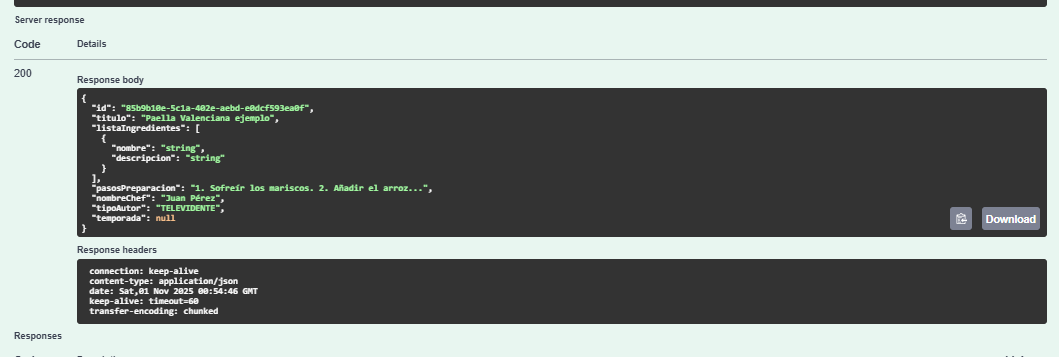 Server response
Code Details
200
Response body
{
  "id": "85b9b10e-5c1a-402e-aebd-e0dcf593ea0f",
  "titulo": "Paella Valenciana ejemplo",
  "listaIngredientes": [
    {
      "nombre": "string",
      "descripcion": "string"
    }
  ],
  "pasosPreparacion": "1. Sofreír los mariscos. 2. Añadir el arroz...",
  "nombreChef": "Juan Pérez",
  "tipoAutor": "TELEVIDENTE",
  "temporada": null
}
Download
Response headers
connection: keep-alive
content-type: application/json
date: Sat,01 Nov 2025 00:54:46 GMT
keep-alive: timeout=60
transfer-encoding: chunked
Responses